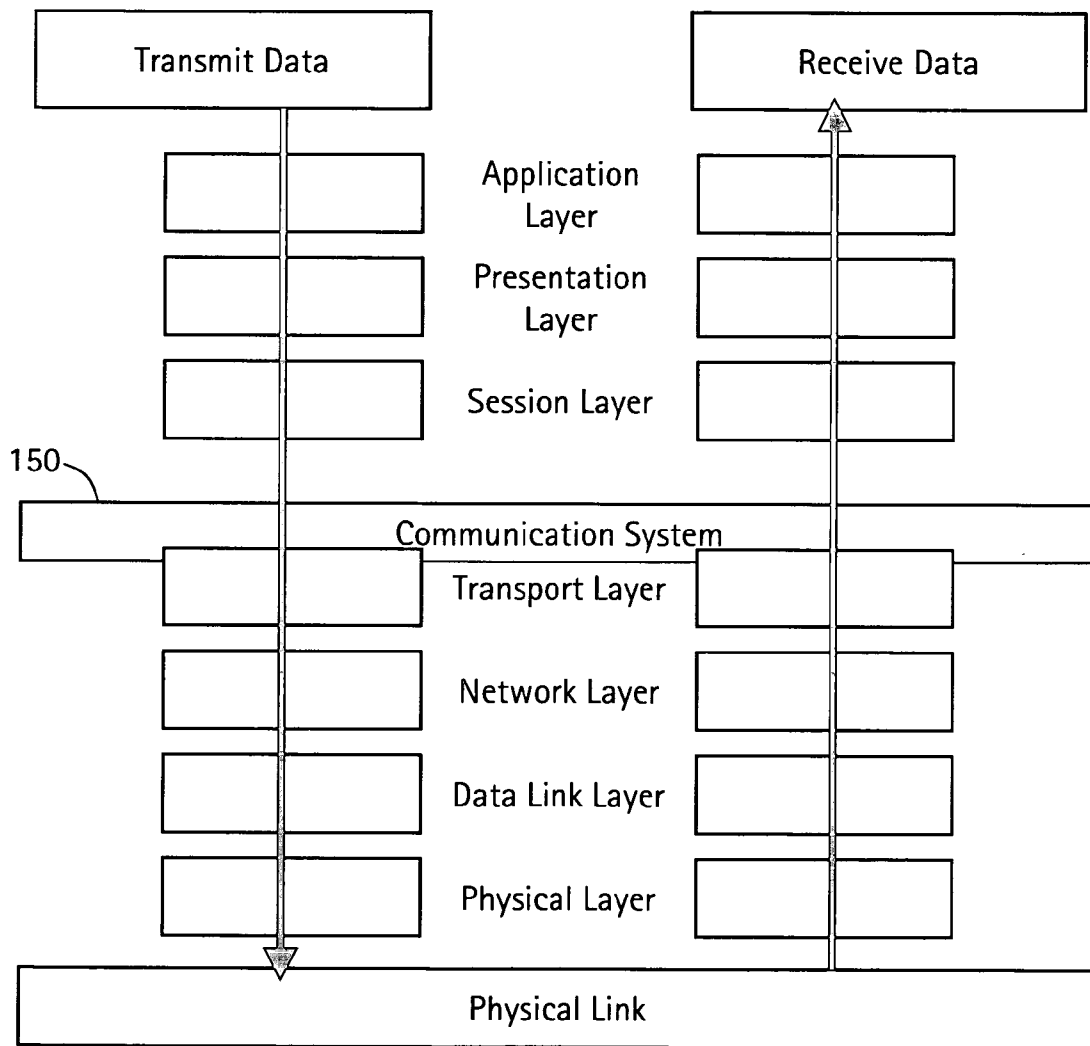 Transmit Data
Receive Data
Application
Layer
Presentation
Layer
Session Layer
150
Communication System
Transport Layer
Network Layer
Data Link Layer
Physical Layer
Physical Link